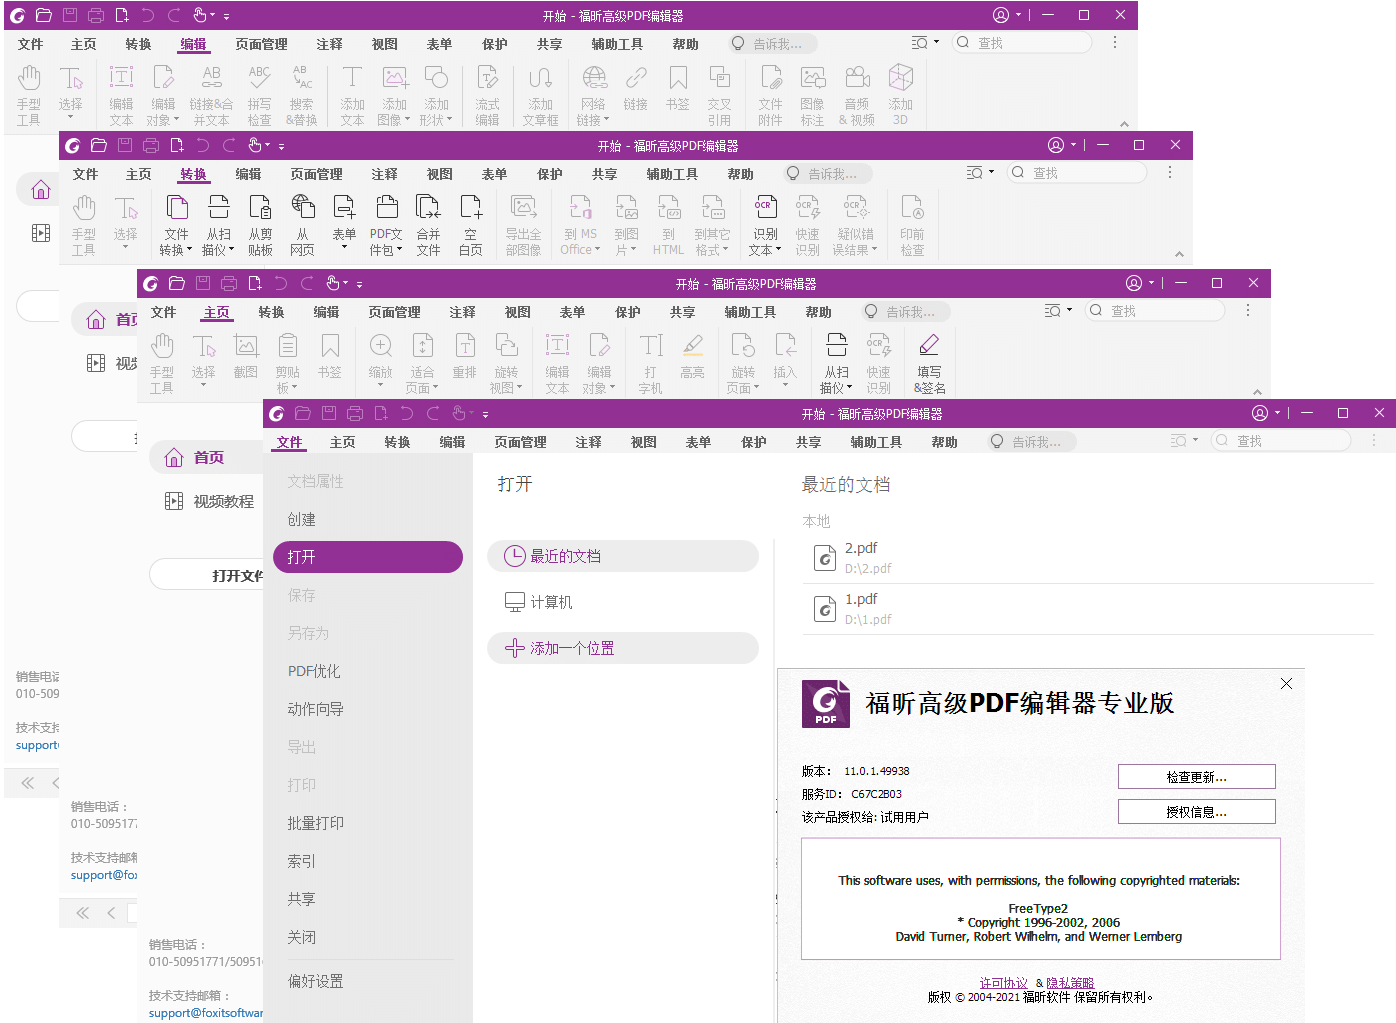 开始 - 福昕高级PDF编辑器
文件 主页 转换 编辑 页面管理 注释 视图 表单 保护 共享 辅助工具 帮助 告诉我... 查找
手型 选择 编辑 编辑 链接&合 拼写 搜索 添加 添加 添加 流式 添加 网络 链接 书签 交叉 文件 图像 音频 添加
工具 文本 对象 并文本 检查 &替换 文本 图像 形状 编辑 文章框 链接 引用 附件 标注 & 视频 3D
开始 - 福昕高级PDF编辑器
文件 主页 转换 编辑 页面管理 注释 视图 表单 保护 共享 辅助工具 帮助 告诉我... 查找
手型 选择 文件 从扫 从剪 从 表单 PDF文 合并 空 导出全 到 MS 到图 到 到其它 识别 快速 疑似错 印前
工具 转换 描仪 贴板 网页 件包 文件 白页 部图像 Office 片 HTML 格式 文本 识别 误结果 检查
开始 - 福昕高级PDF编辑器
文件 主页 转换 编辑 页面管理 注释 视图 表单 保护 共享 辅助工具 帮助 告诉我... 查找
手型 选择 截图 剪贴 书签 缩放 适合 重排 旋转 编辑 编辑 打 高亮 旋转 插入 从扫 快速 填写
工具 板 页面 视图 文本 对象 字机 页面 描仪 识别 &签名
开始 - 福昕高级PDF编辑器
文件 主页 转换 编辑 页面管理 注释 视图 表单 保护 共享 辅助工具 帮助 告诉我... 查找
首页
视频教程
打开文件
销售电话
010-509
技术支持
support
销售电话：
010-5095177
技术支持邮箱
support@fox
销售电话：
010-50951771/50951
技术支持邮箱：
support@foxitsoftwar
文档属性
创建
打开
保存
另存为
PDF优化
动作向导
导出
打印
批量打印
索引
共享
关闭
偏好设置
打开
最近的文档
计算机
添加一个位置
最近的文档
本地
2.pdf
D:\2.pdf
1.pdf
D:\1.pdf
PDF
福昕高级PDF编辑器专业版
版本： 11.0.1.49938
服务ID: C67C2B03
该产品授权给: 试用用户
检查更新...
授权信息...
This software uses, with permissions, the following copyrighted materials:
FreeType2
* Copyright 1996-2002, 2006
David Turner, Robert Wilhelm, and Werner Lemberg
许可协议 & 隐私策略
版权 © 2004-2021 福昕软件 保留所有权利。